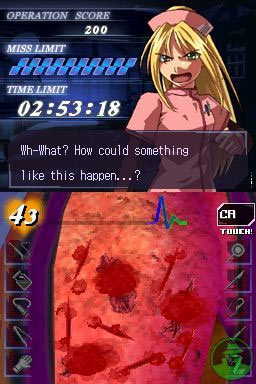 OPERATION SCORE
200
MISS LIMIT
TIME LIMIT
02:53:18
Wh-What? How could something
like this happen...?
43
CA
TOUCH!